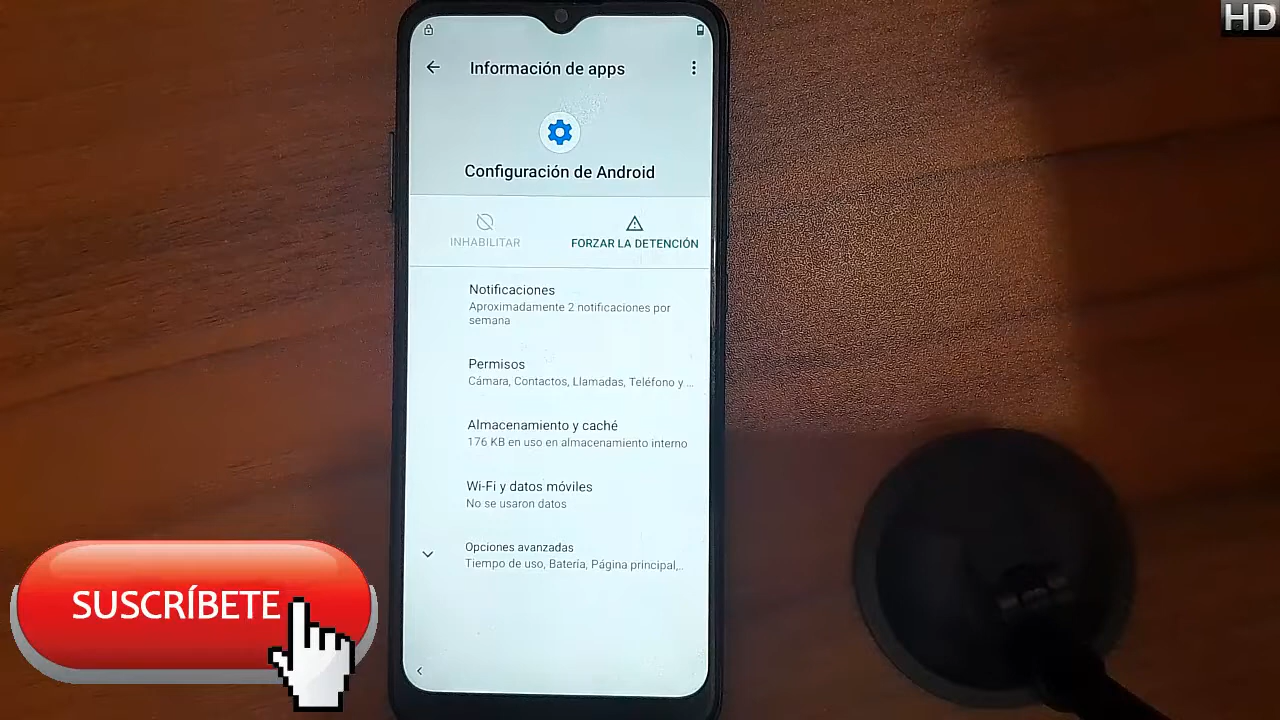 HD
Información de apps
Configuración de Android
INHABILITAR
FORZAR LA DETENCIÓN
Notificaciones
Aproximadamente 2 notificaciones por
semana
Permisos
Cámara, Contactos, Llamadas, Teléfono y ...
Almacenamiento y caché
176 KB en uso en almacenamiento interno
Wi-Fi y datos móviles
No se usaron datos
Opciones avanzadas
Tiempo de uso, Batería, Página principal,..
SUSCRÍBETE